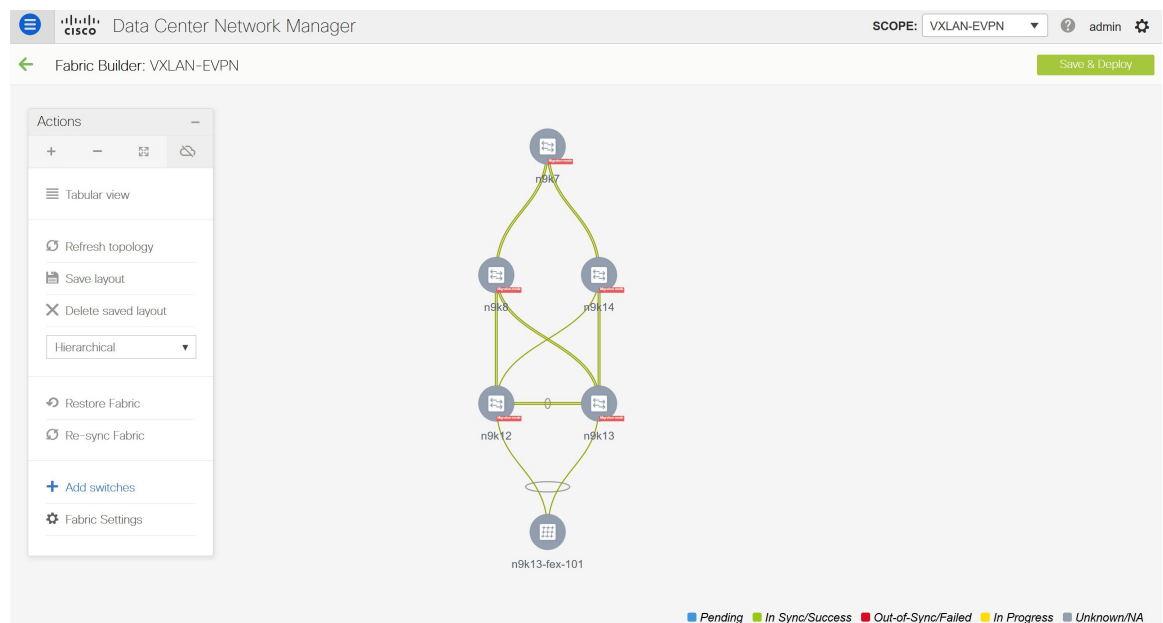 cisco Data Center Network Manager
SCOPE: VXLAN-EVPN
admin
Fabric Builder: VXLAN-EVPN
Save & Deploy
Actions
Tabular view
Refresh topology
Save layout
Delete saved layout
Hierarchical
Restore Fabric
Re-sync Fabric
Add switches
Fabric Settings
n9k7
n9k8
n9k14
n9k12
n9k13
n9k13-fex-101
Pending
In Sync/Success
Out-of-Sync/Failed
In Progress
Unknown/NA